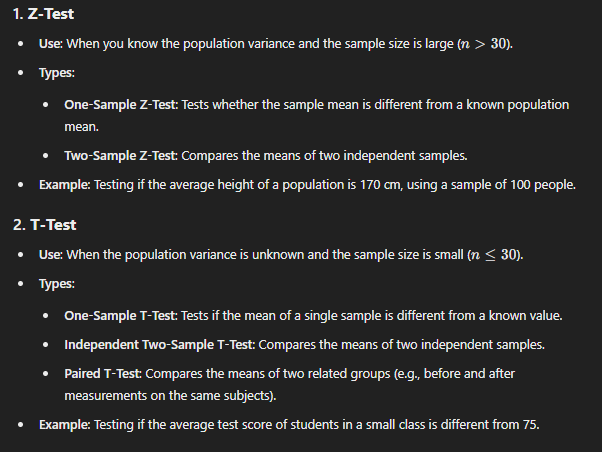 1. Z-Test
• Use: When you know the population variance and the sample size is large (n > 30).
• Types:
• One-Sample Z-Test: Tests whether the sample mean is different from a known population
mean.
• Two-Sample Z-Test: Compares the means of two independent samples.
• Example: Testing if the average height of a population is 170 cm, using a sample of 100 people.
2. T-Test
• Use: When the population variance is unknown and the sample size is small (n ≤ 30).
• Types:
• One-Sample T-Test: Tests if the mean of a single sample is different from a known value.
• Independent Two-Sample T-Test: Compares the means of two independent samples.
• Paired T-Test: Compares the means of two related groups (e.g., before and after
measurements on the same subjects).
• Example: Testing if the average test score of students in a small class is different from 75.